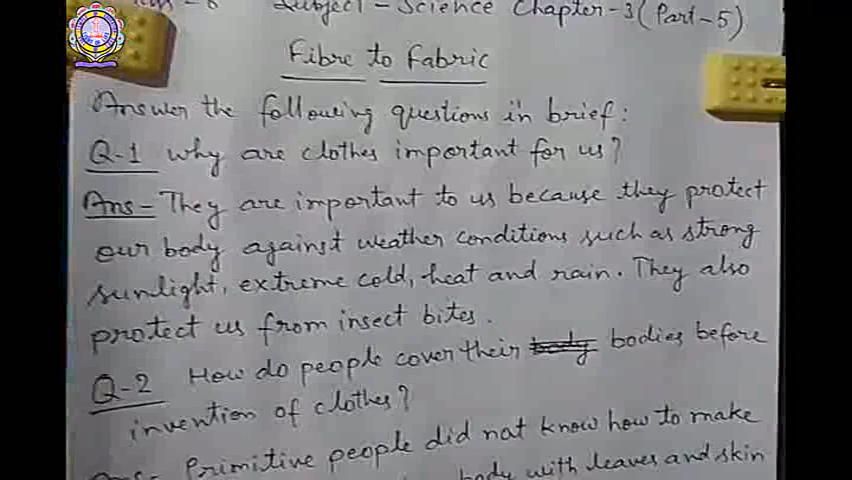 Subject - Science Chapter-3 (Part-5)
Fibre to Fabric
Answer the following questions in brief:
Q-1 Why are clothes important for us?
Ans- They are important to us because they protect
our body against weather conditions such as strong
sunlight, extreme cold, heat and rain. They also
protect us from insect bites.
Q-2 How do people cover their body bodies before
invention of clothes?
Ans- Primitive people did not know how to make
body with leaves and skin